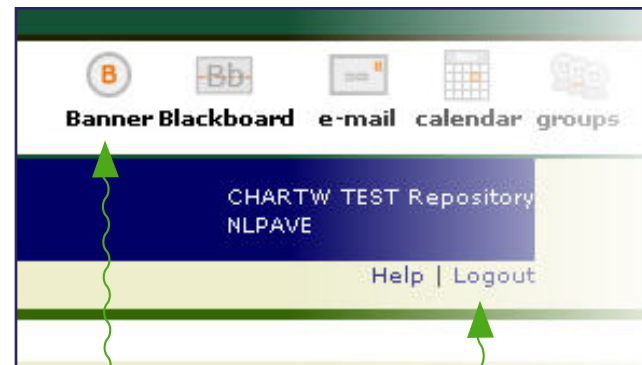 B Bb
Banner Blackboard e-mail calendar groups
CHARTW TEST Repository
NLPAVE
Help | Logout